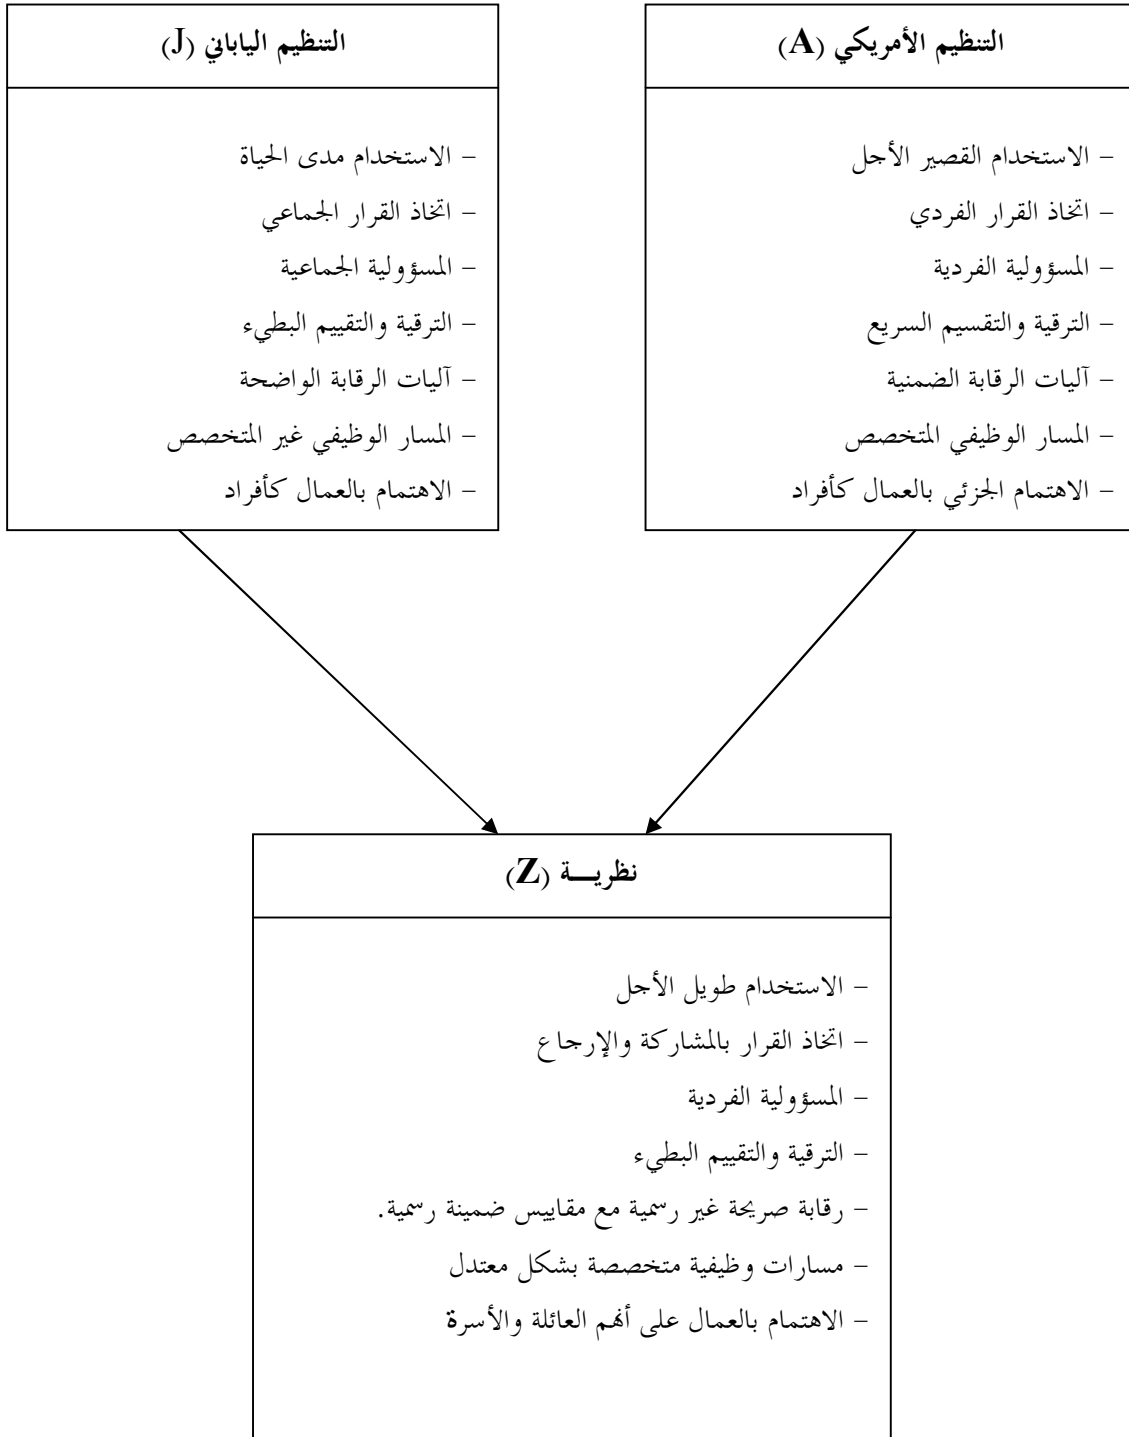 التنظيم الأمريكي (A)
– الاستخدام القصير الأجل
– اتخاذ القرار الفردي
– المسؤولية الفردية
– الترقية والتقسيم السريع
– آليات الرقابة الضمنية
– المسار الوظيفي المتخصص
– الاهتمام الجزئي بالعمال كأفراد
التنظيم الياباني (J)
– الاستخدام مدى الحياة
– اتخاذ القرار الجماعي
– المسؤولية الجماعية
– الترقية والتقييم البطيء
– آليات الرقابة الواضحة
– المسار الوظيفي غير المتخصص
– الاهتمام بالعمال كأفراد
نظريـــة (Z)
– الاستخدام طويل الأجل
– اتخاذ القرار بالمشاركة والإرجاع
– المسؤولية الفردية
– الترقية والتقييم البطيء
– رقابة صريحة غير رسمية مع مقاييس ضمينة رسمية.
– مسارات وظيفية متخصصة بشكل معتدل
– الاهتمام بالعمال على أنهم العائلة والأسرة